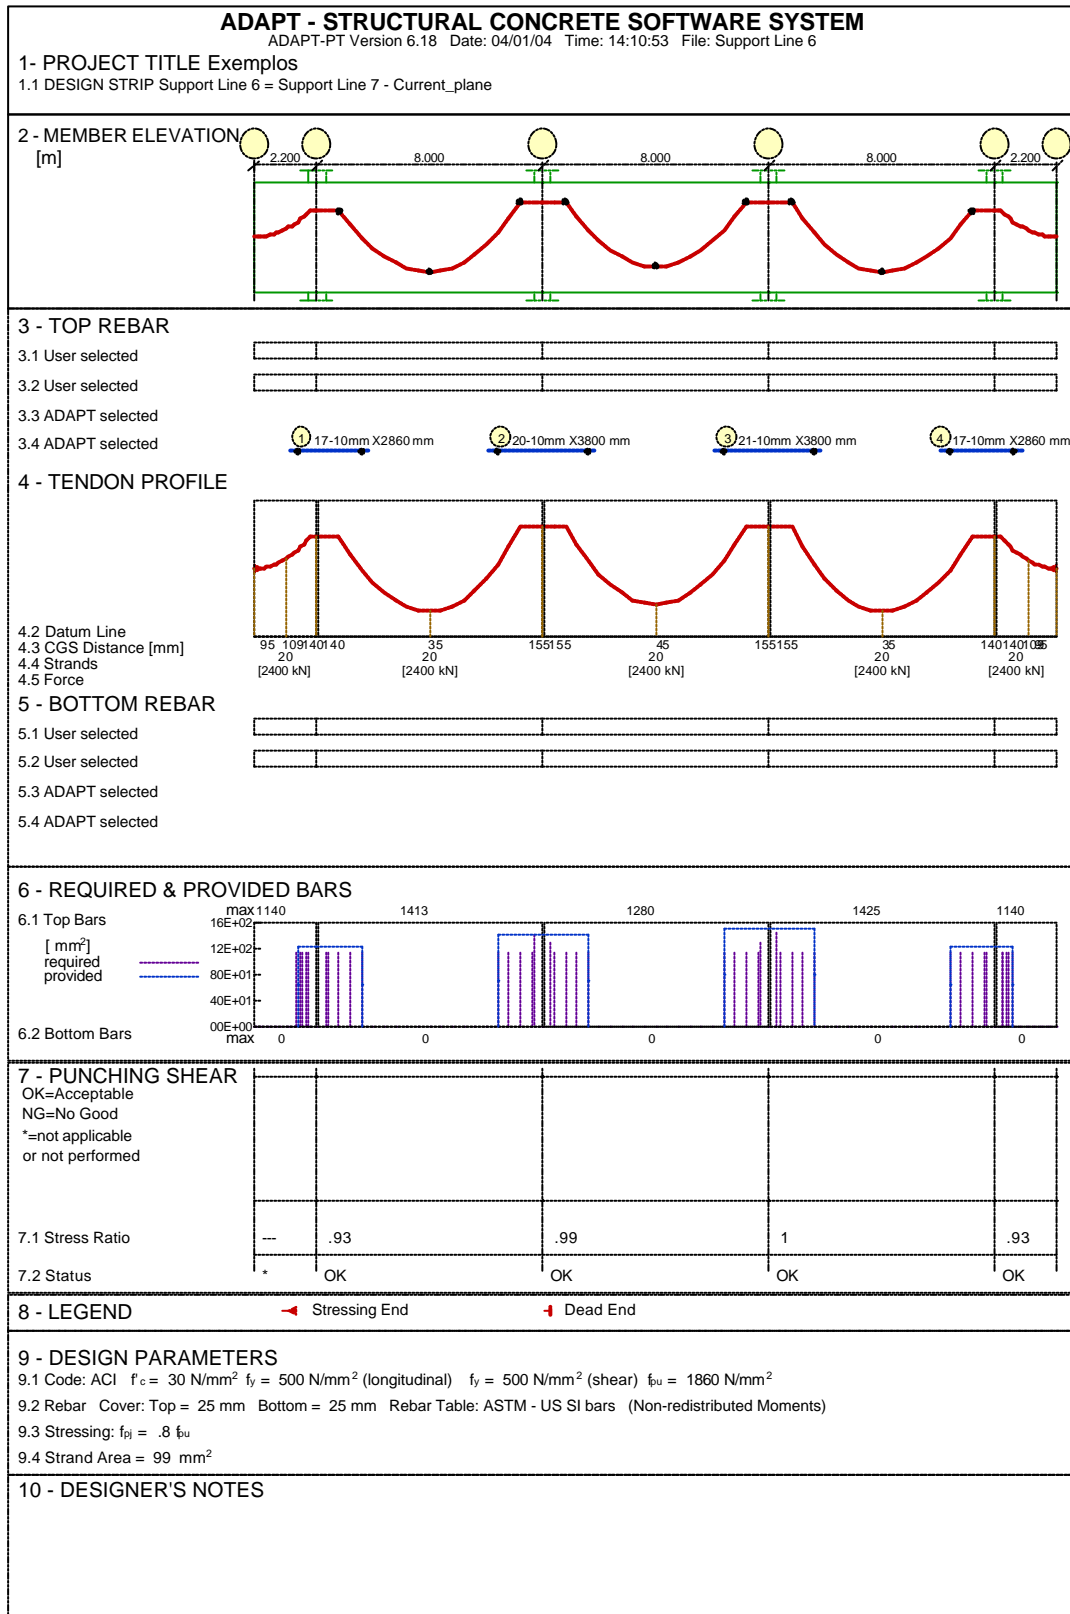 ADAPT - STRUCTURAL CONCRETE SOFTWARE SYSTEM
ADAPT-PT Version 6.18 Date: 04/01/04 Time: 14:10:53 File: Support Line 6
1- PROJECT TITLE Exemplos
1.1 DESIGN STRIP Support Line 6 = Support Line 7 - Current_plane
2 - MEMBER ELEVATION
[m]
2.200 8.000 8.000 8.000 2.200
3 - TOP REBAR
3.1 User selected
3.2 User selected
3.3 ADAPT selected
3.4 ADAPT selected
1 17-10mm X2860 mm 2 20-10mm X3800 mm 3 21-10mm X3800 mm 4 17-10mm X2860 mm
4 - TENDON PROFILE
4.2 Datum Line
4.3 CGS Distance [mm]
95 109 140 140 35 155 155 45 155 155 35 140 140 109 95
4.4 Strands
20 20 20 20 20
4.5 Force
[2400 kN] [2400 kN] [2400 kN] [2400 kN] [2400 kN]
5 - BOTTOM REBAR
5.1 User selected
5.2 User selected
5.3 ADAPT selected
5.4 ADAPT selected
6 - REQUIRED & PROVIDED BARS
6.1 Top Bars
max 1140 1413 1280 1425 1140
[ mm²]
required
provided
16E+02
12E+02
80E+01
40E+01
00E+00
6.2 Bottom Bars
max 0 0 0 0 0
7 - PUNCHING SHEAR
OK=Acceptable
NG=No Good
*=not applicable
or not performed
7.1 Stress Ratio --- .93 .99 1 .93
7.2 Status * OK OK OK OK
8 - LEGEND Stressing End Dead End
9 - DESIGN PARAMETERS
9.1 Code: ACI f'c = 30 N/mm² fy = 500 N/mm² (longitudinal) fy = 500 N/mm² (shear) fpu = 1860 N/mm²
9.2 Rebar Cover: Top = 25 mm Bottom = 25 mm Rebar Table: ASTM - US SI bars (Non-redistributed Moments)
9.3 Stressing: fpj = .8 fpu
9.4 Strand Area = 99 mm²
10 - DESIGNER'S NOTES